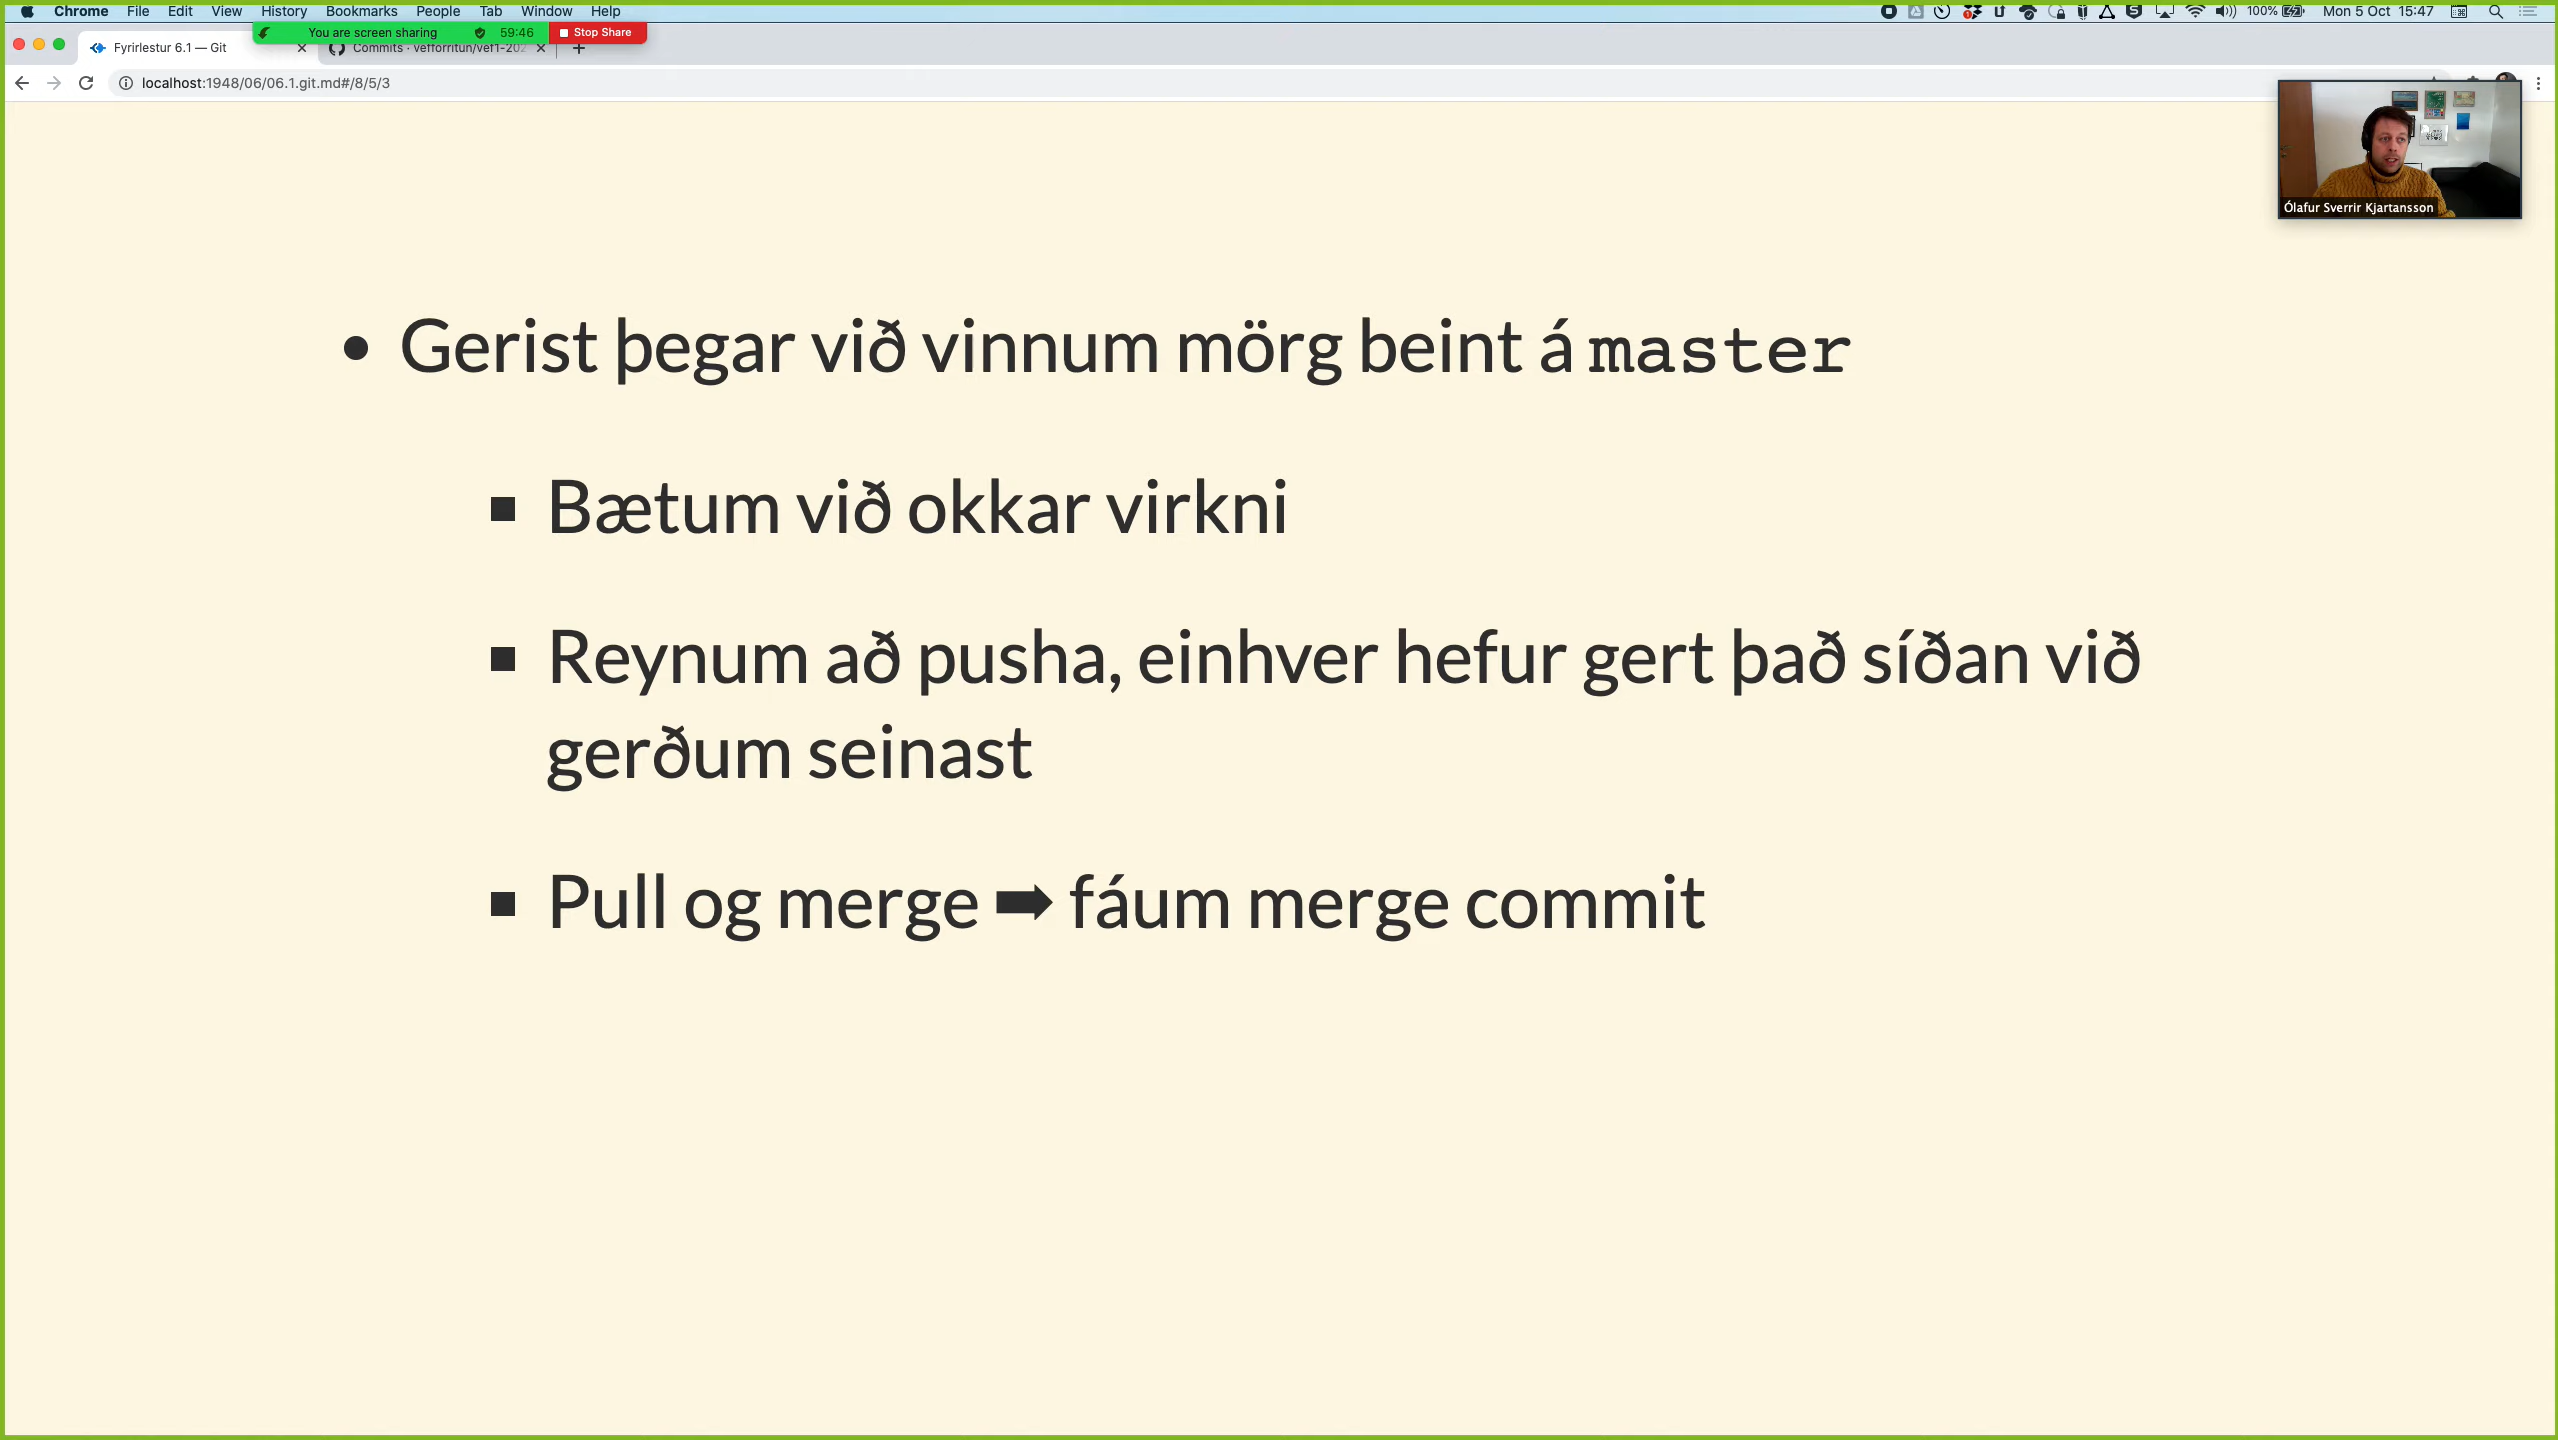 Chrome File Edit View History Bookmarks People Tab Window Help
100% Mon 5 Oct 15:47
You are screen sharing 59:46 Stop Share
Fyrirlestur 6.1 — Git
Commits · vefforritun/vef1-202
localhost:1948/06/06.1.git.md#/8/5/3
Ólafur Sverrir Kjartansson
• Gerist þegar við vinnum mörg beint á master
▪ Bætum við okkar virkni
▪ Reynum að pusha, einhver hefur gert það síðan við
gerðum seinast
▪ Pull og merge ➡ fáum merge commit